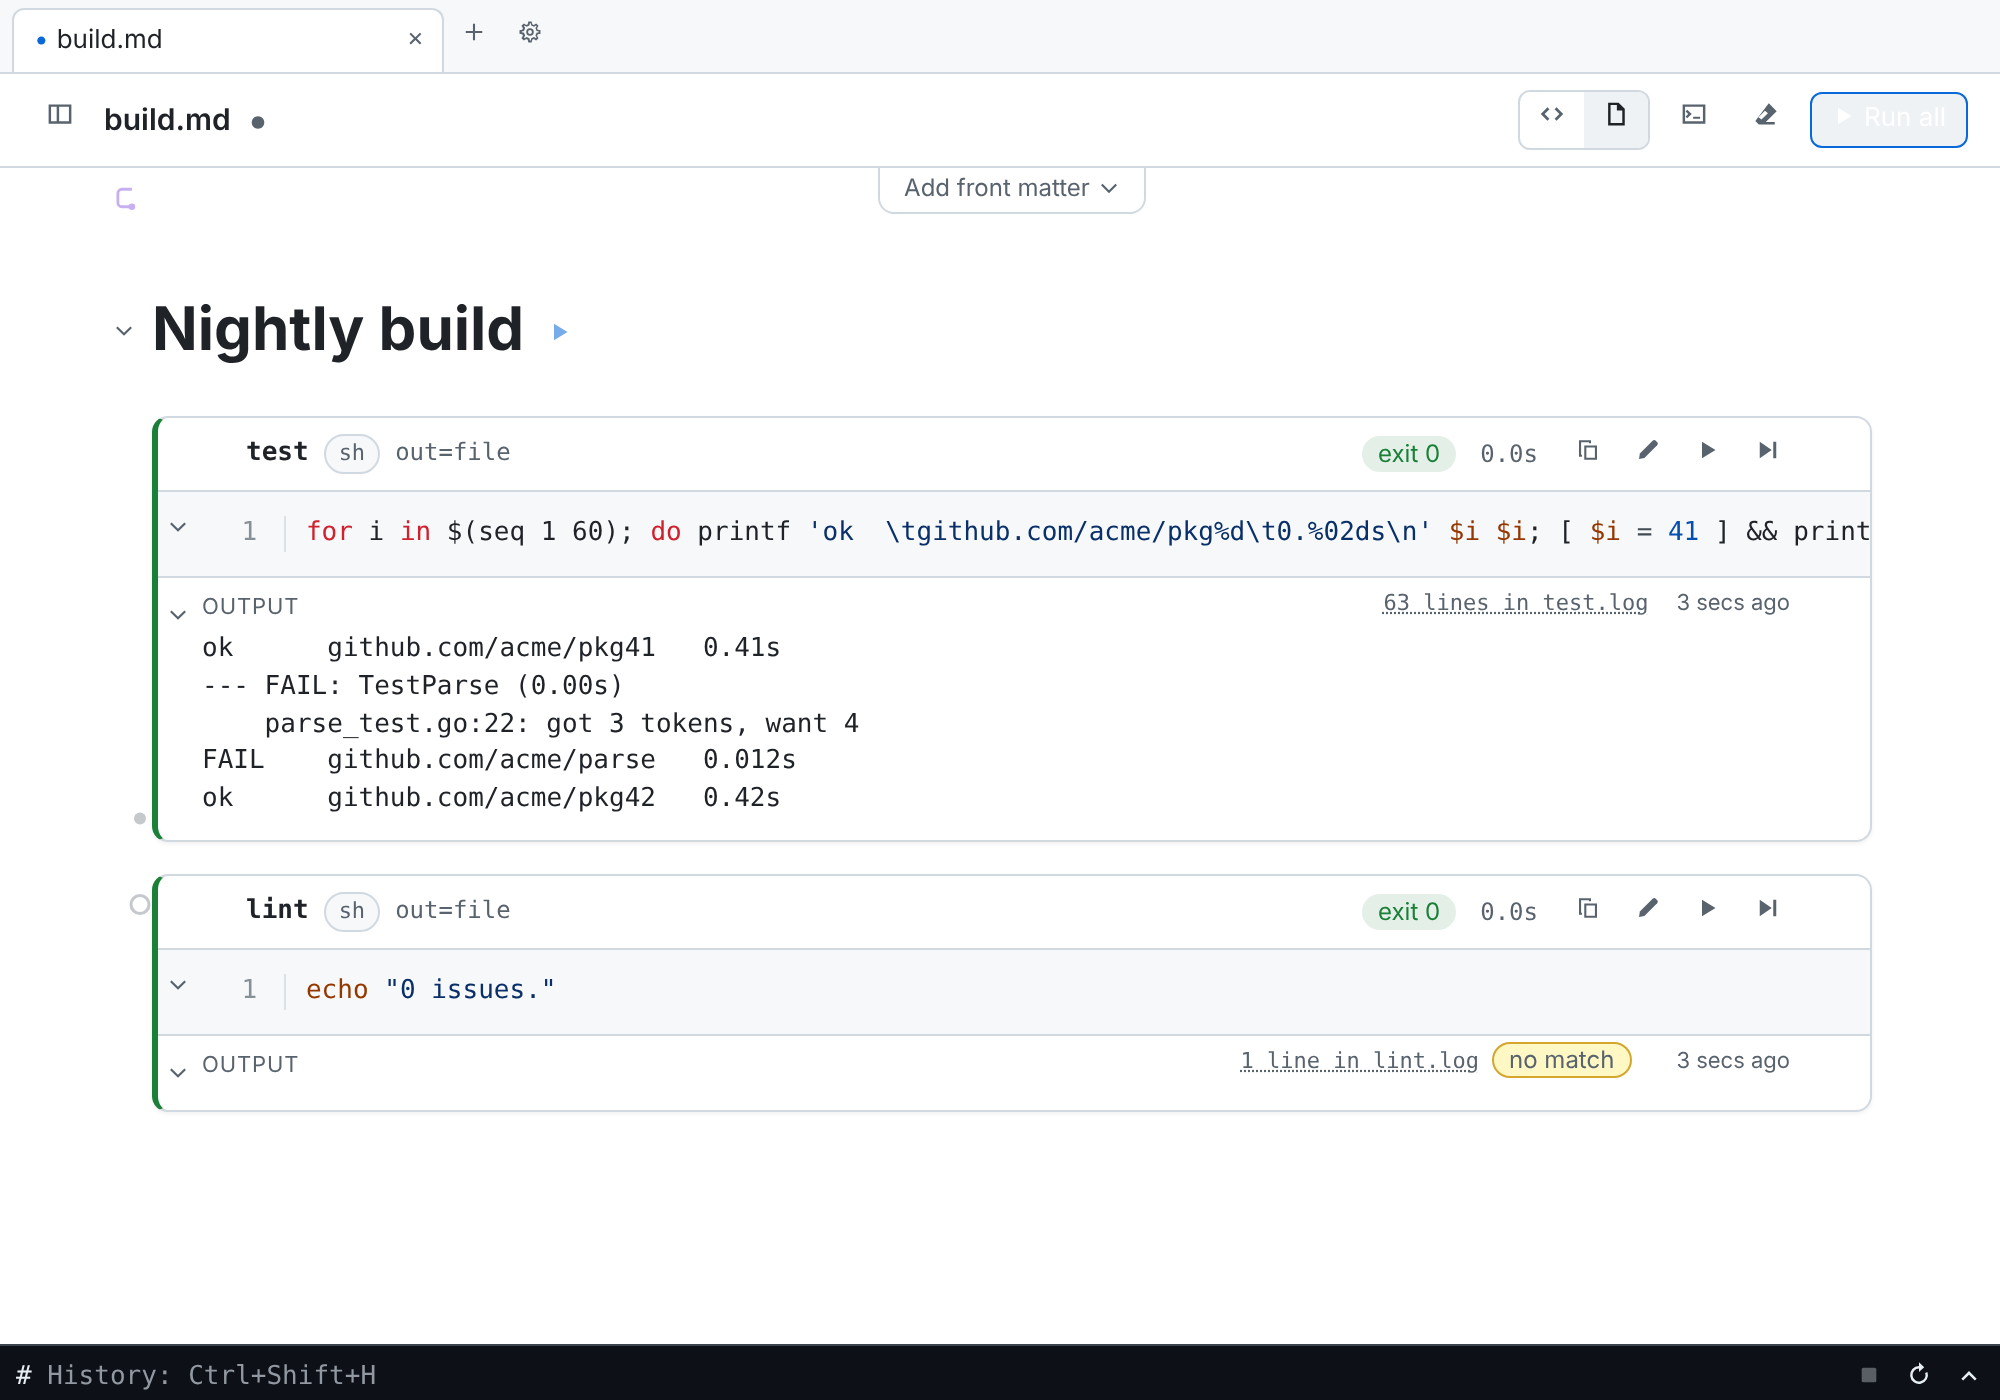 build.md
build.md
Run all
Add front matter
Nightly build
test sh out=file exit 0 0.0s
1 for i in $(seq 1 60); do printf 'ok  \tgithub.com/acme/pkg%d\t0.%02ds\n' $i $i; [ $i = 41 ] && print
OUTPUT 63 lines in test.log 3 secs ago
ok      github.com/acme/pkg41   0.41s
--- FAIL: TestParse (0.00s)
    parse_test.go:22: got 3 tokens, want 4
FAIL    github.com/acme/parse   0.012s
ok      github.com/acme/pkg42   0.42s
lint sh out=file exit 0 0.0s
1 echo "0 issues."
OUTPUT 1 line in lint.log no match 3 secs ago
# History: Ctrl+Shift+H